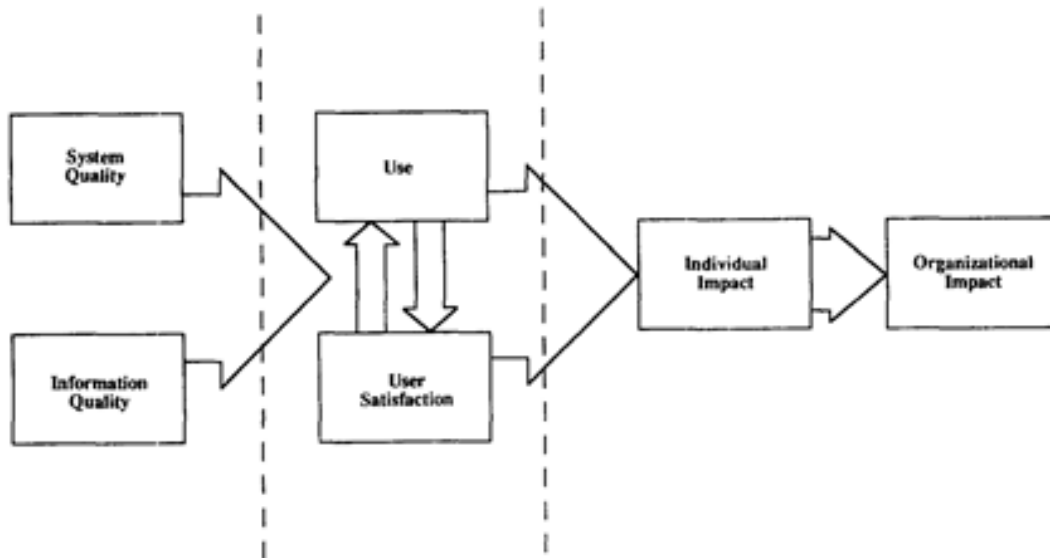 System
Quality
Use
Individual
Impact
Organizational
Impact
Information
Quality
User
Satisfaction